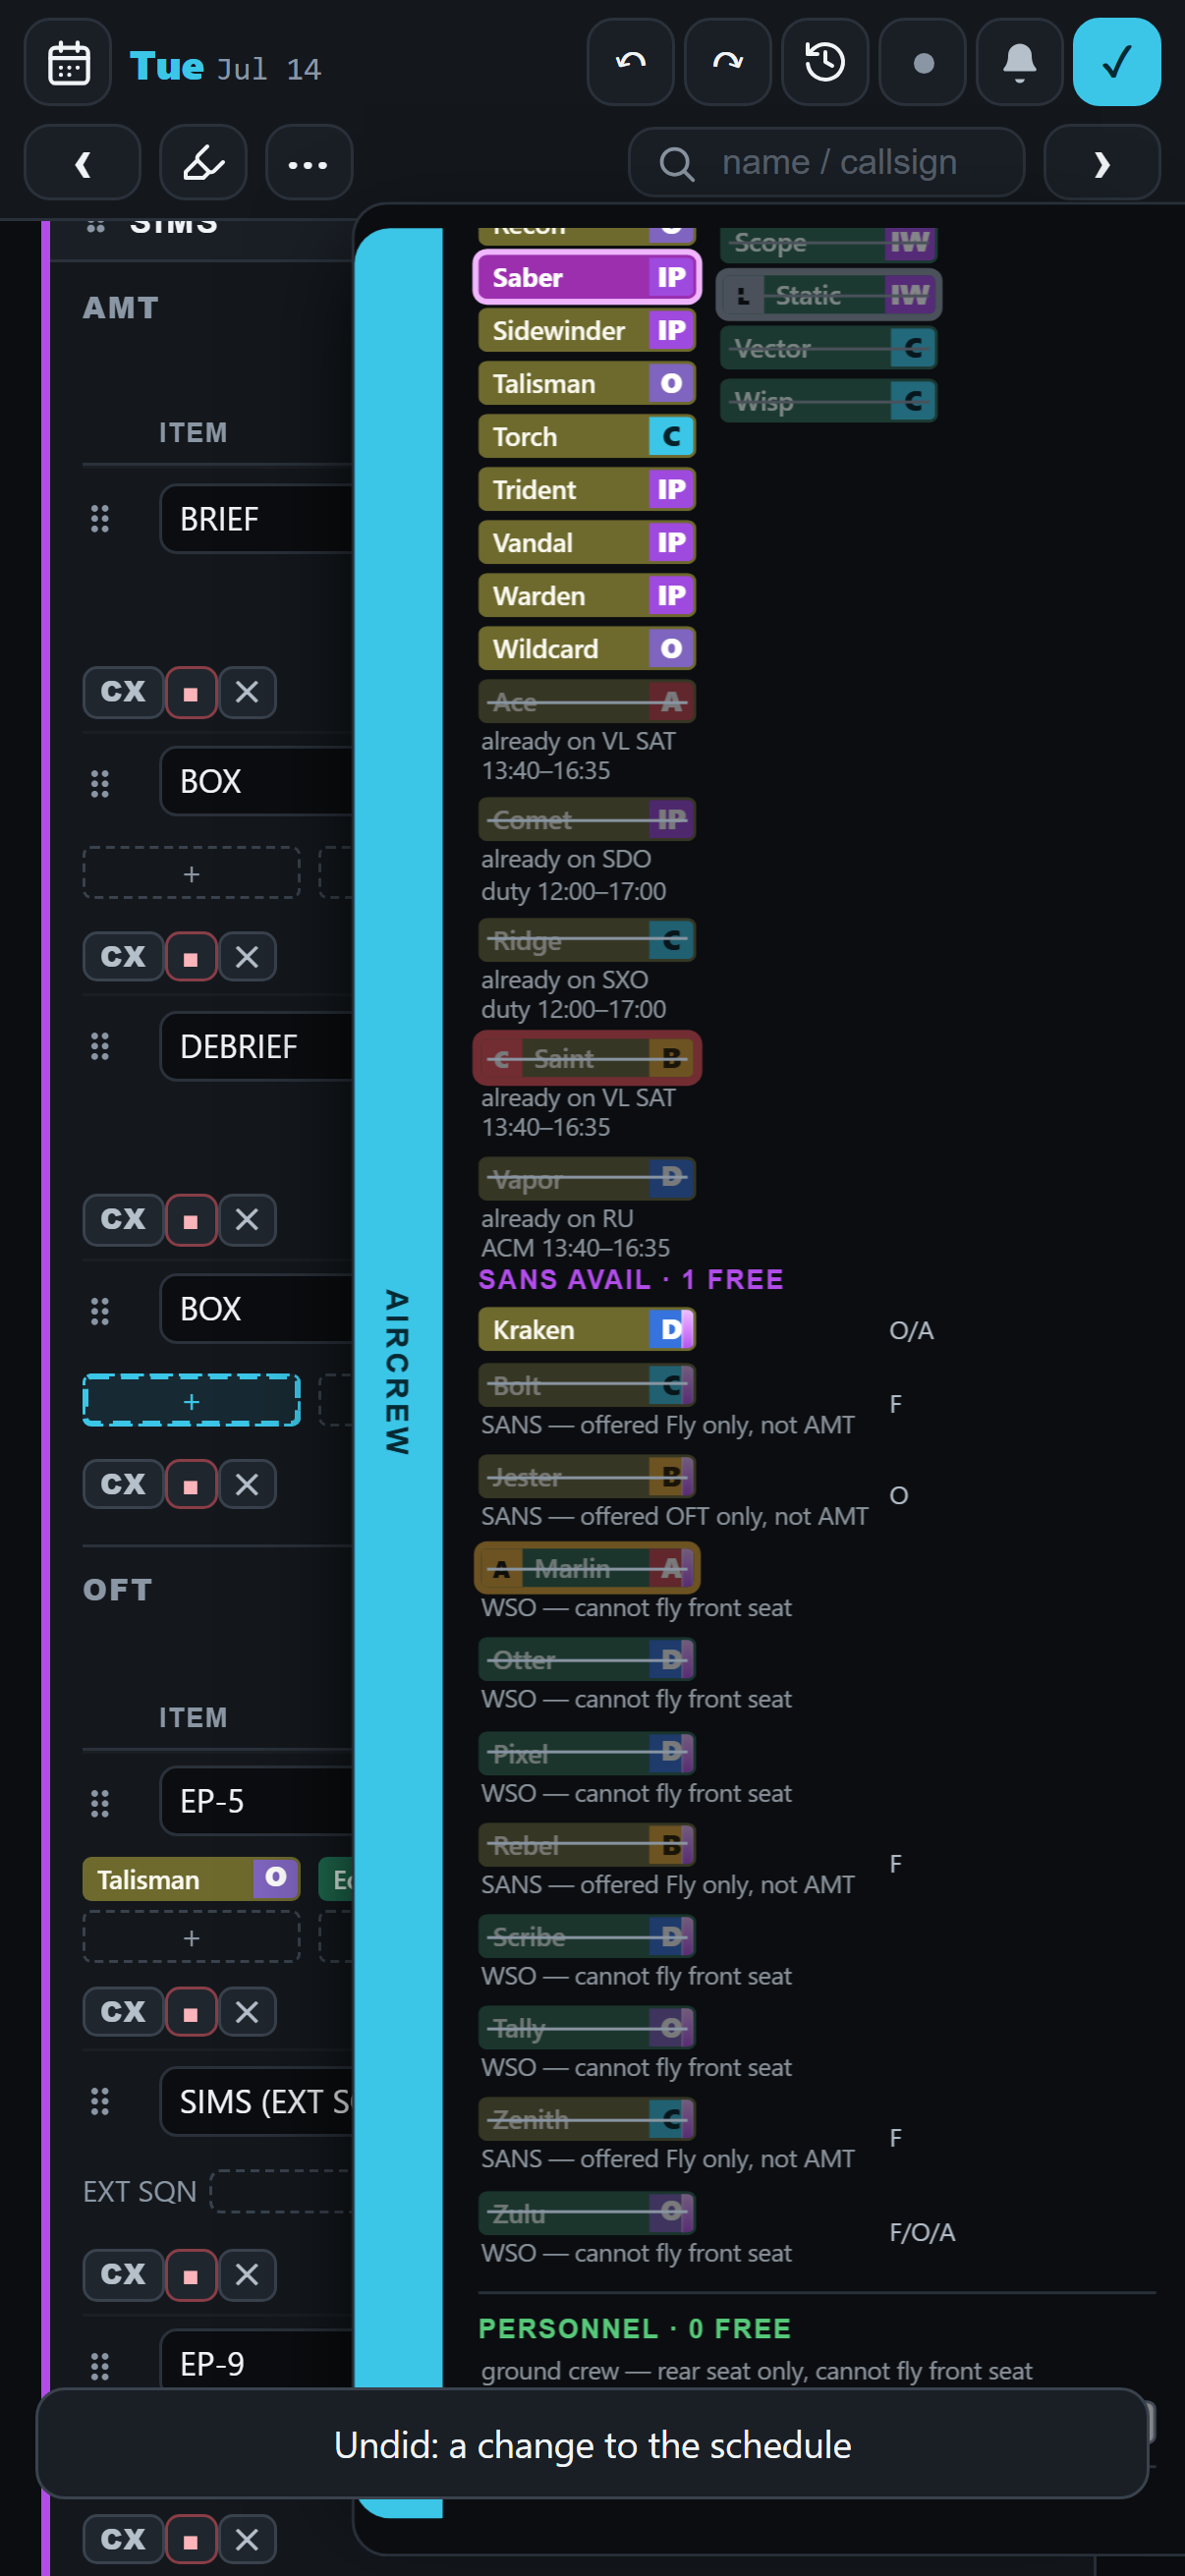 Tue Jul 14
name / callsign
SIMS
AMT
ITEM
BRIEF
CX
BOX
+
CX
DEBRIEF
CX
BOX
+
CX
OFT
ITEM
EP-5
Talisman O
+
CX
SIMS (EXT S
EXT SQN
CX
EP-9
CX
AIRCREW
Recon
Saber IP
Sidewinder IP
Talisman O
Torch C
Trident IP
Vandal IP
Warden IP
Wildcard O
Ace A
already on VL SAT
13:40–16:35
Comet IP
already on SDO
duty 12:00–17:00
Ridge C
already on SXO
duty 12:00–17:00
C Saint B
already on VL SAT
13:40–16:35
Vapor D
already on RU
ACM 13:40–16:35
Scope IW
L Static IW
Vector C
Wisp C
SANS AVAIL · 1 FREE
Kraken D O/A
Bolt C F
SANS — offered Fly only, not AMT
Jester B O
SANS — offered OFT only, not AMT
A Marlin A
WSO — cannot fly front seat
Otter D
WSO — cannot fly front seat
Pixel D
WSO — cannot fly front seat
Rebel B F
SANS — offered Fly only, not AMT
Scribe D
WSO — cannot fly front seat
Tally O
WSO — cannot fly front seat
Zenith C F
SANS — offered Fly only, not AMT
Zulu O F/O/A
WSO — cannot fly front seat
PERSONNEL · 0 FREE
ground crew — rear seat only, cannot fly front seat
Undid: a change to the schedule